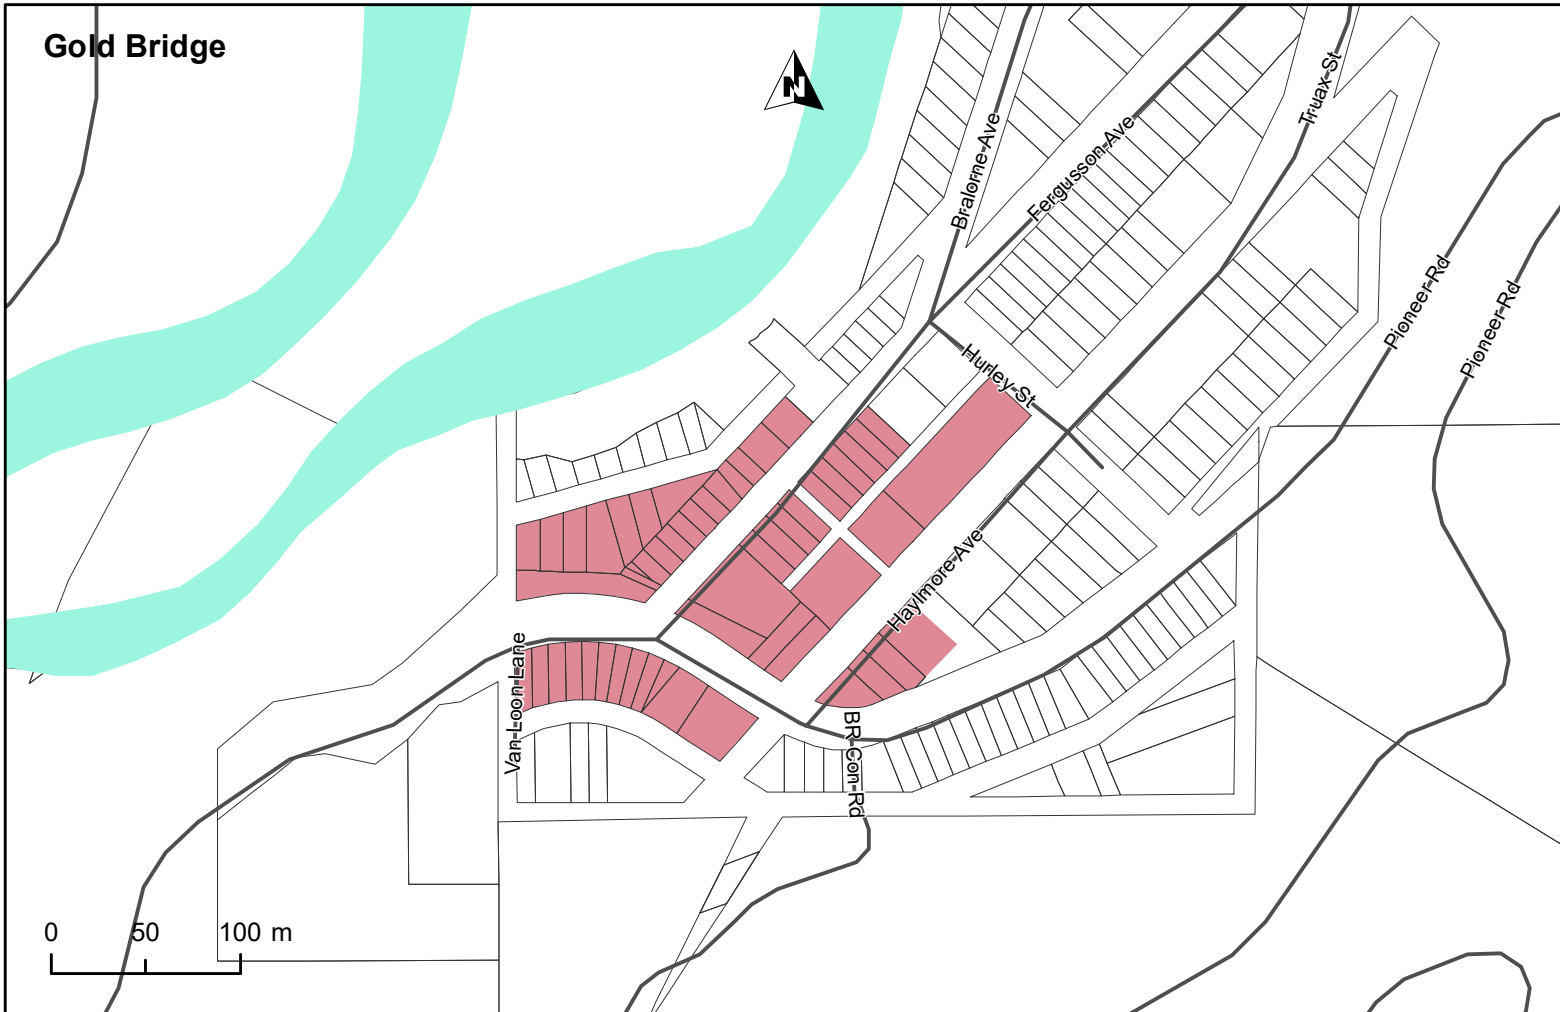 Gold Bridge
N
Bralorne Ave
Fergusson Ave
Truax St
Hurley St
Pioneer Rd
Pioneer Rd
Haylmore Ave
Van Loon Lane
BR Con Rd
0 50 100 m